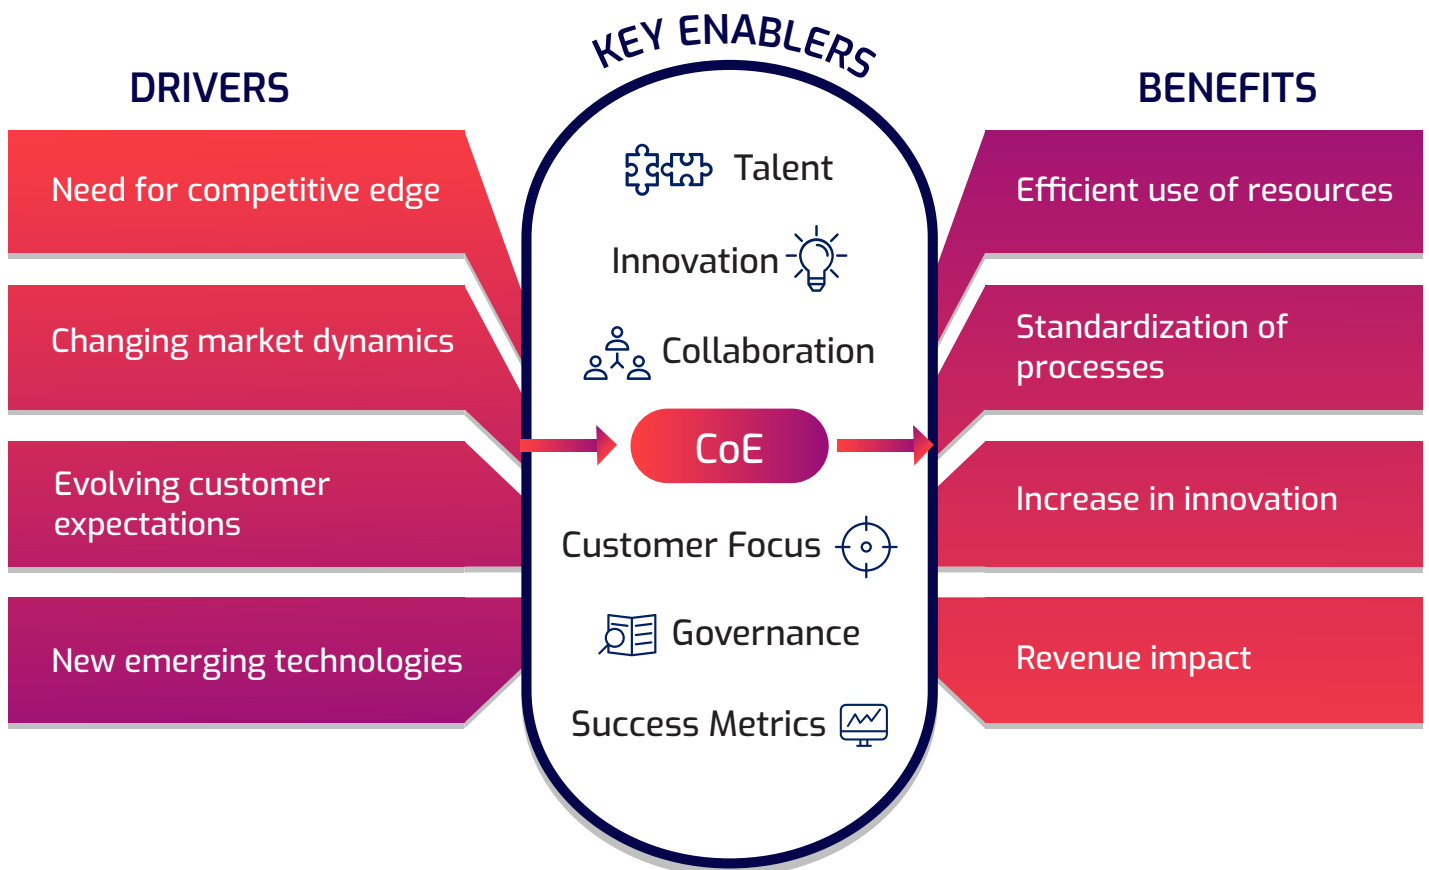 KEY ENABLERS
DRIVERS
Need for competitive edge
Changing market dynamics
Evolving customer
expectations
New emerging technologies
Talent
Innovation
Collaboration
CoE
Customer Focus
Governance
Success Metrics
BENEFITS
Efficient use of resources
Standardization of
processes
Increase in innovation
Revenue impact